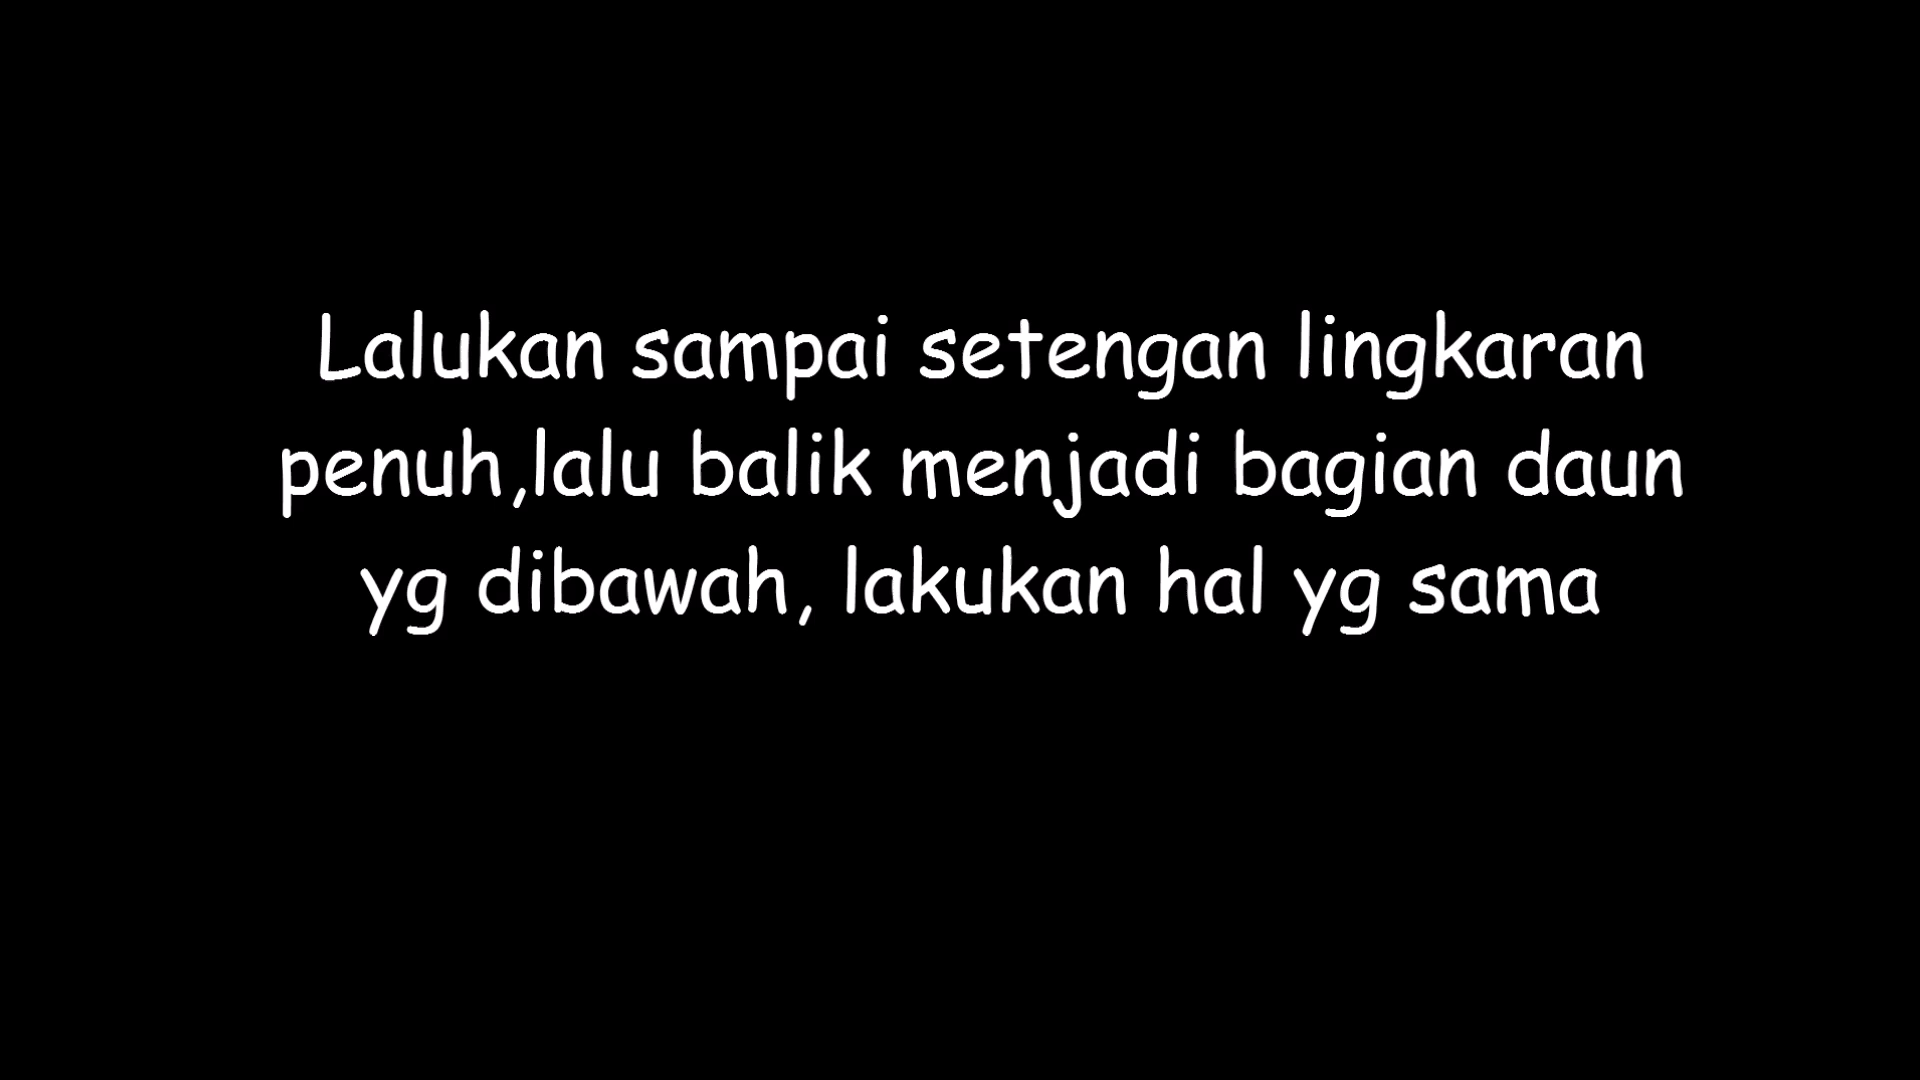 Lalukan sampai setengan lingkaran
penuh,lalu balik menjadi bagian daun
yg dibawah, lakukan hal yg sama